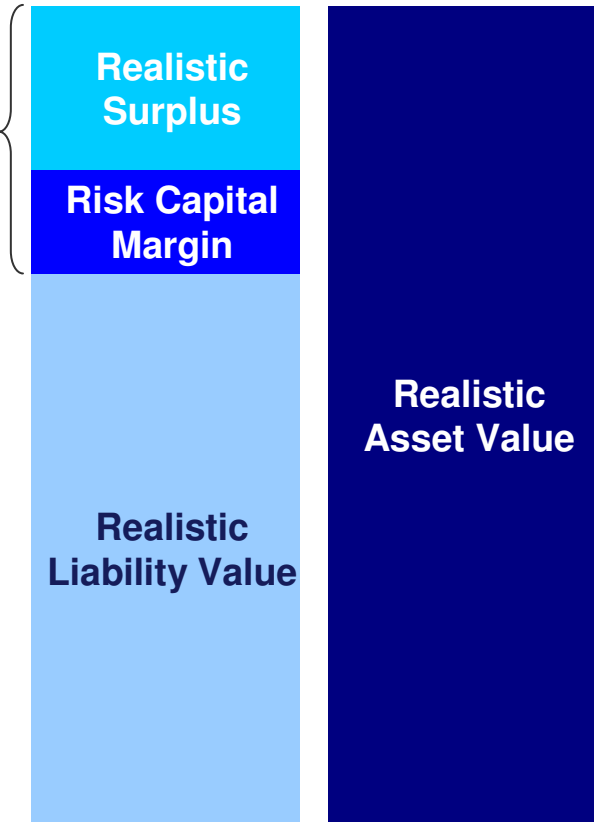 Realistic
Surplus
Risk Capital
Margin
Realistic
Asset Value
Realistic
Liability Value